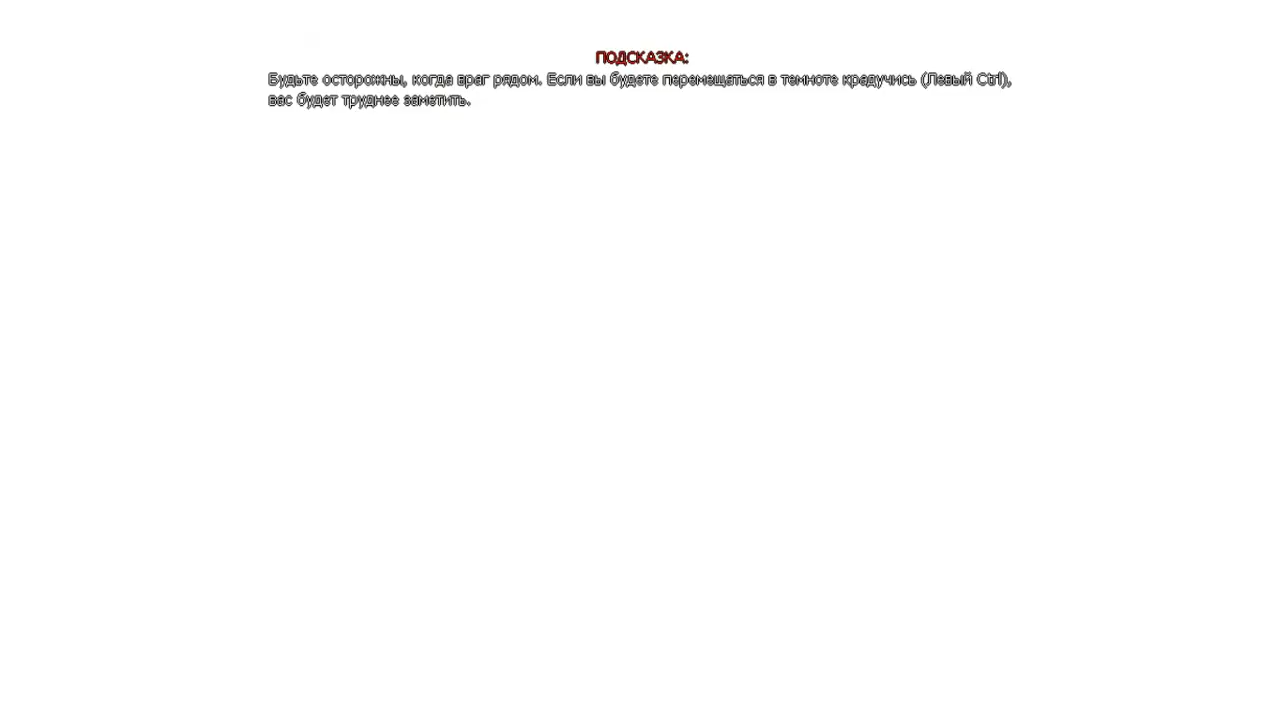 ПОДСКАЗКА:
Будьте осторожны, когда враг рядом. Если вы будете перемещаться в темноте крадучись (Левый Ctrl),
вас будет труднее заметить.